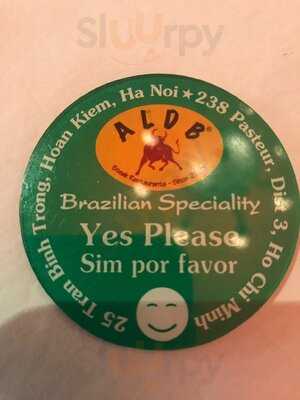 Sluurpy
25 Tran Binh Trong, Hoan Kiem, Ha Noi ★ 238 Pasteur, Dist 3, Ho Chi Minh
ALDB®
Brazilian Speciality
Yes Please
Sim por favor
Sluurpy